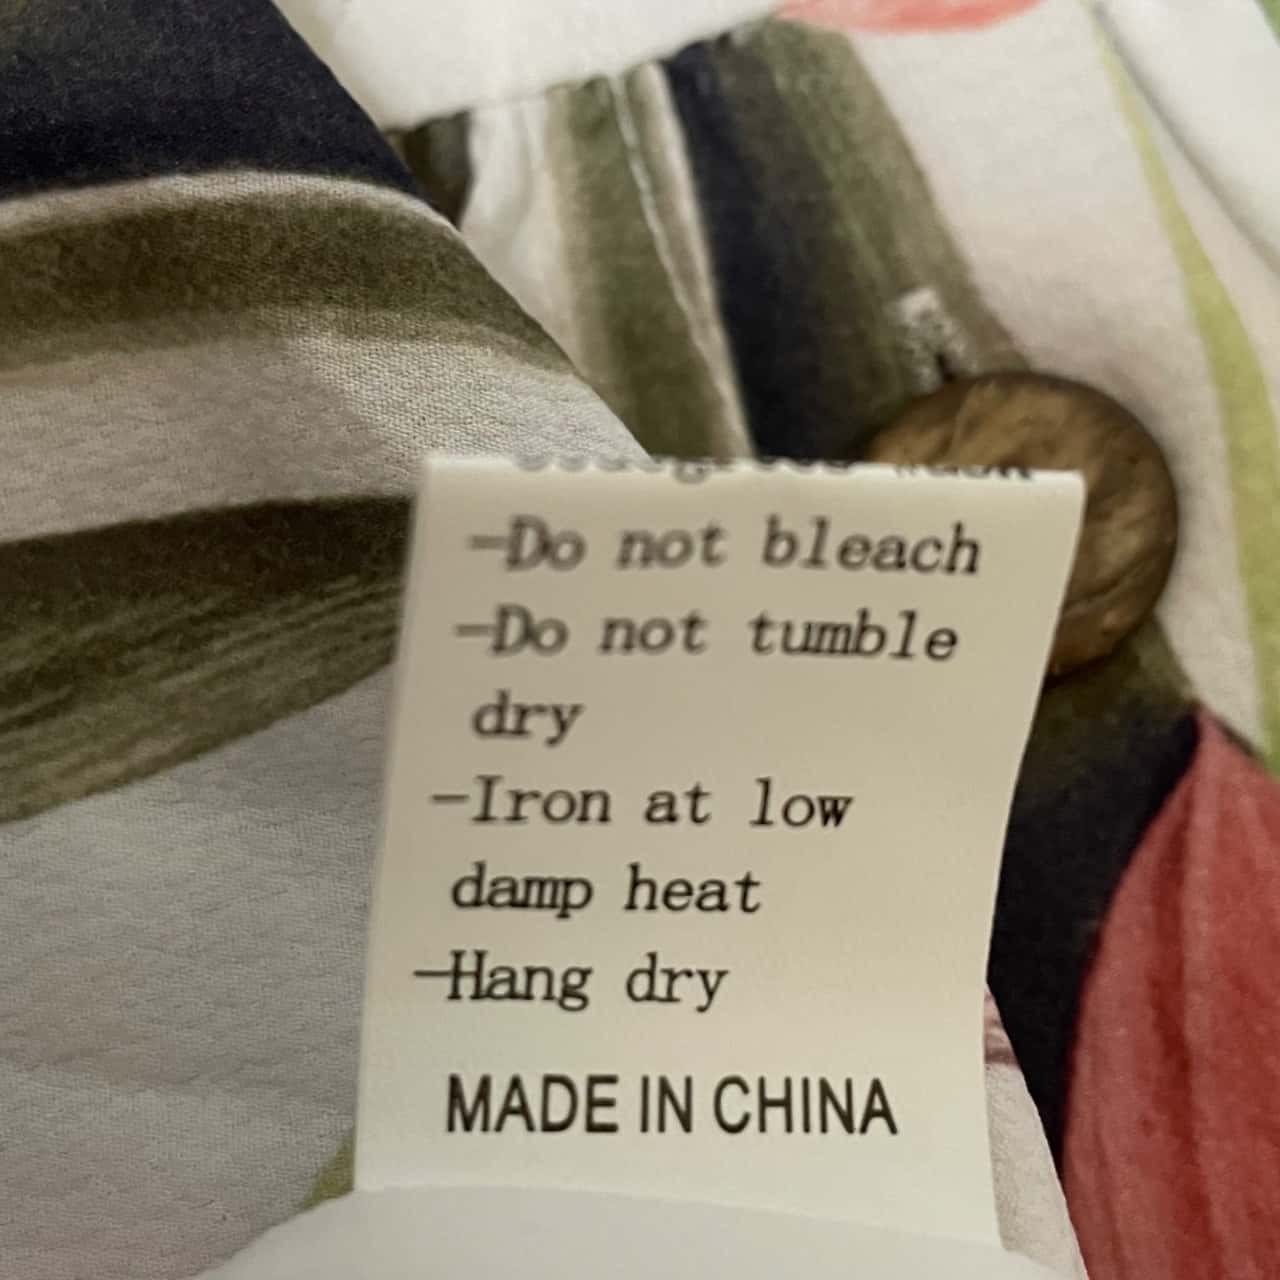 -Do not bleach
-Do not tumble
dry
-Iron at low
damp heat
-Hang dry
MADE IN CHINA